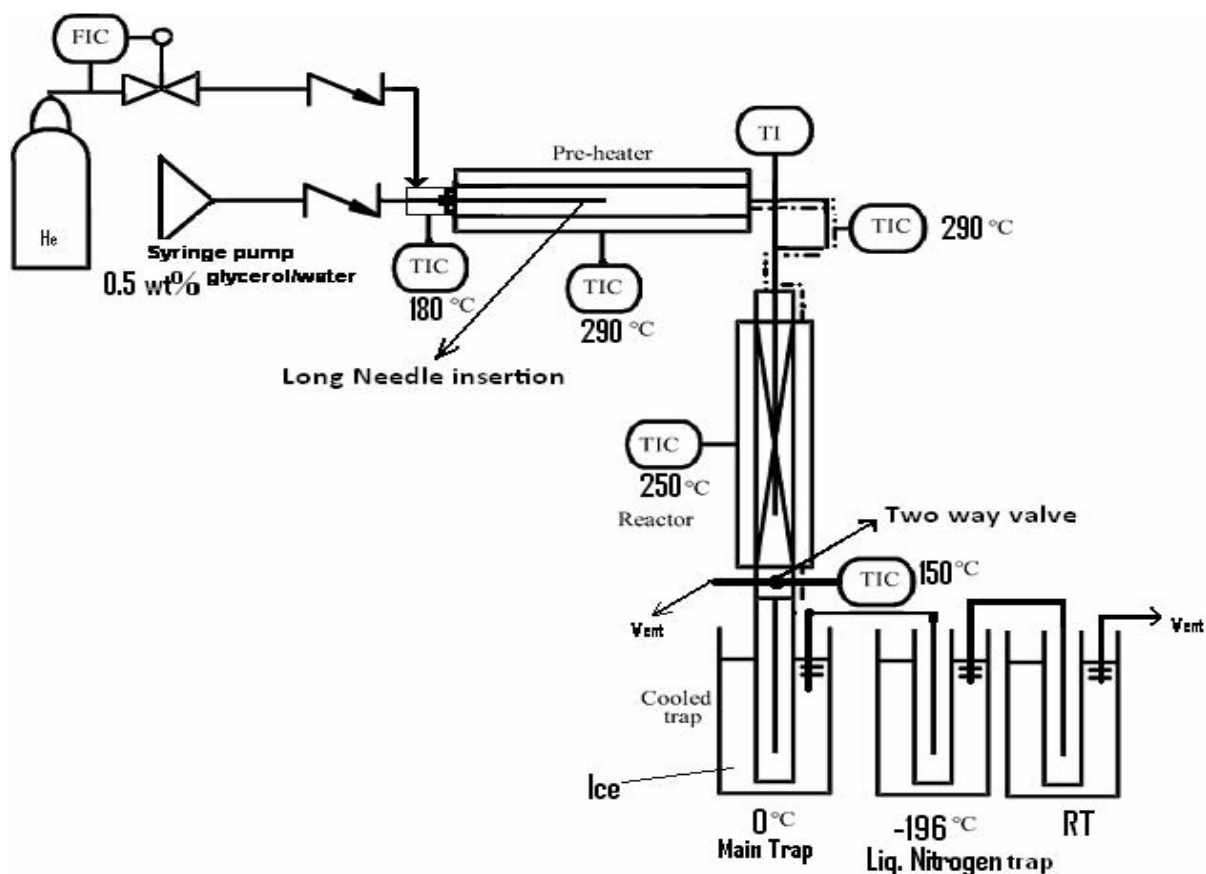 FIC
He
Syringe pump
0.5 wt% glycerol/water
TIC
180 °C
Pre-heater
TIC
290 °C
Long Needle insertion
TI
TIC
290 °C
TIC
250 °C
Reactor
Two way valve
TIC
150 °C
Vent
Vent
Cooled
trap
Ice
0 °C
Main Trap
-196 °C
Liq. Nitrogen trap
RT